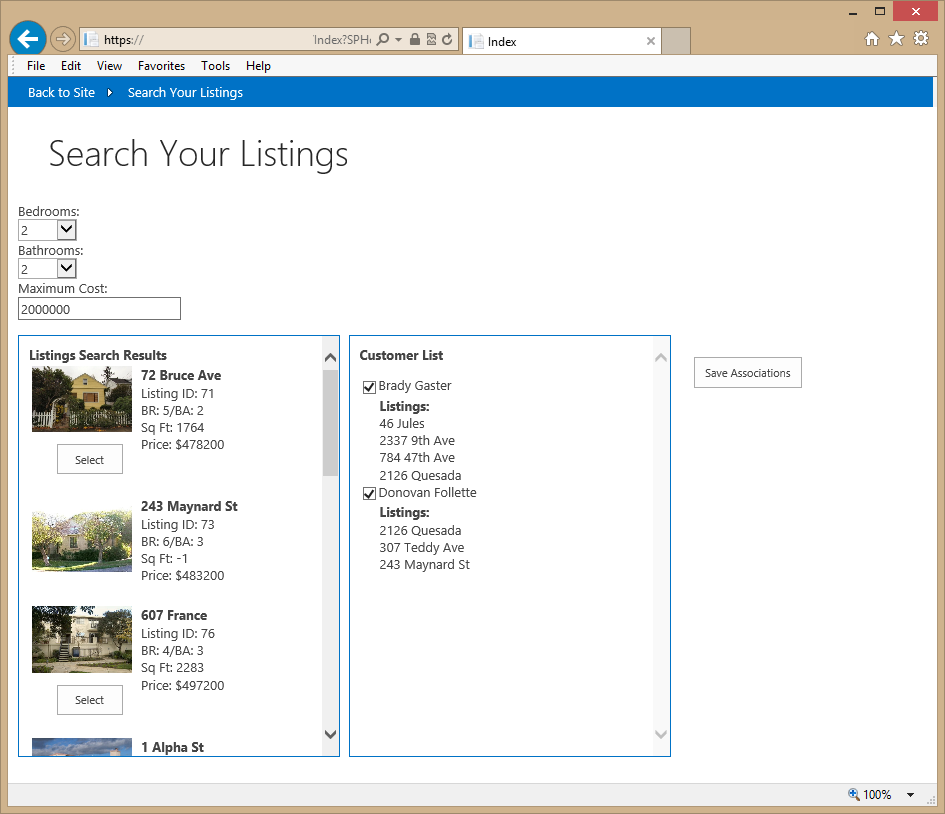 https://
'Index?SPH
Index
File Edit View Favorites Tools Help
Back to Site Search Your Listings
Search Your Listings
Bedrooms:
2
Bathrooms:
2
Maximum Cost:
2000000
Listings Search Results
72 Bruce Ave
Listing ID: 71
BR: 5/BA: 2
Sq Ft: 1764
Price: $478200
Select
243 Maynard St
Listing ID: 73
BR: 6/BA: 3
Sq Ft: -1
Price: $483200
607 France
Listing ID: 76
BR: 4/BA: 3
Sq Ft: 2283
Price: $497200
Select
1 Alpha St
Customer List
Brady Gaster
Listings:
46 Jules
2337 9th Ave
784 47th Ave
2126 Quesada
Donovan Follette
Listings:
2126 Quesada
307 Teddy Ave
243 Maynard St
Save Associations
100%